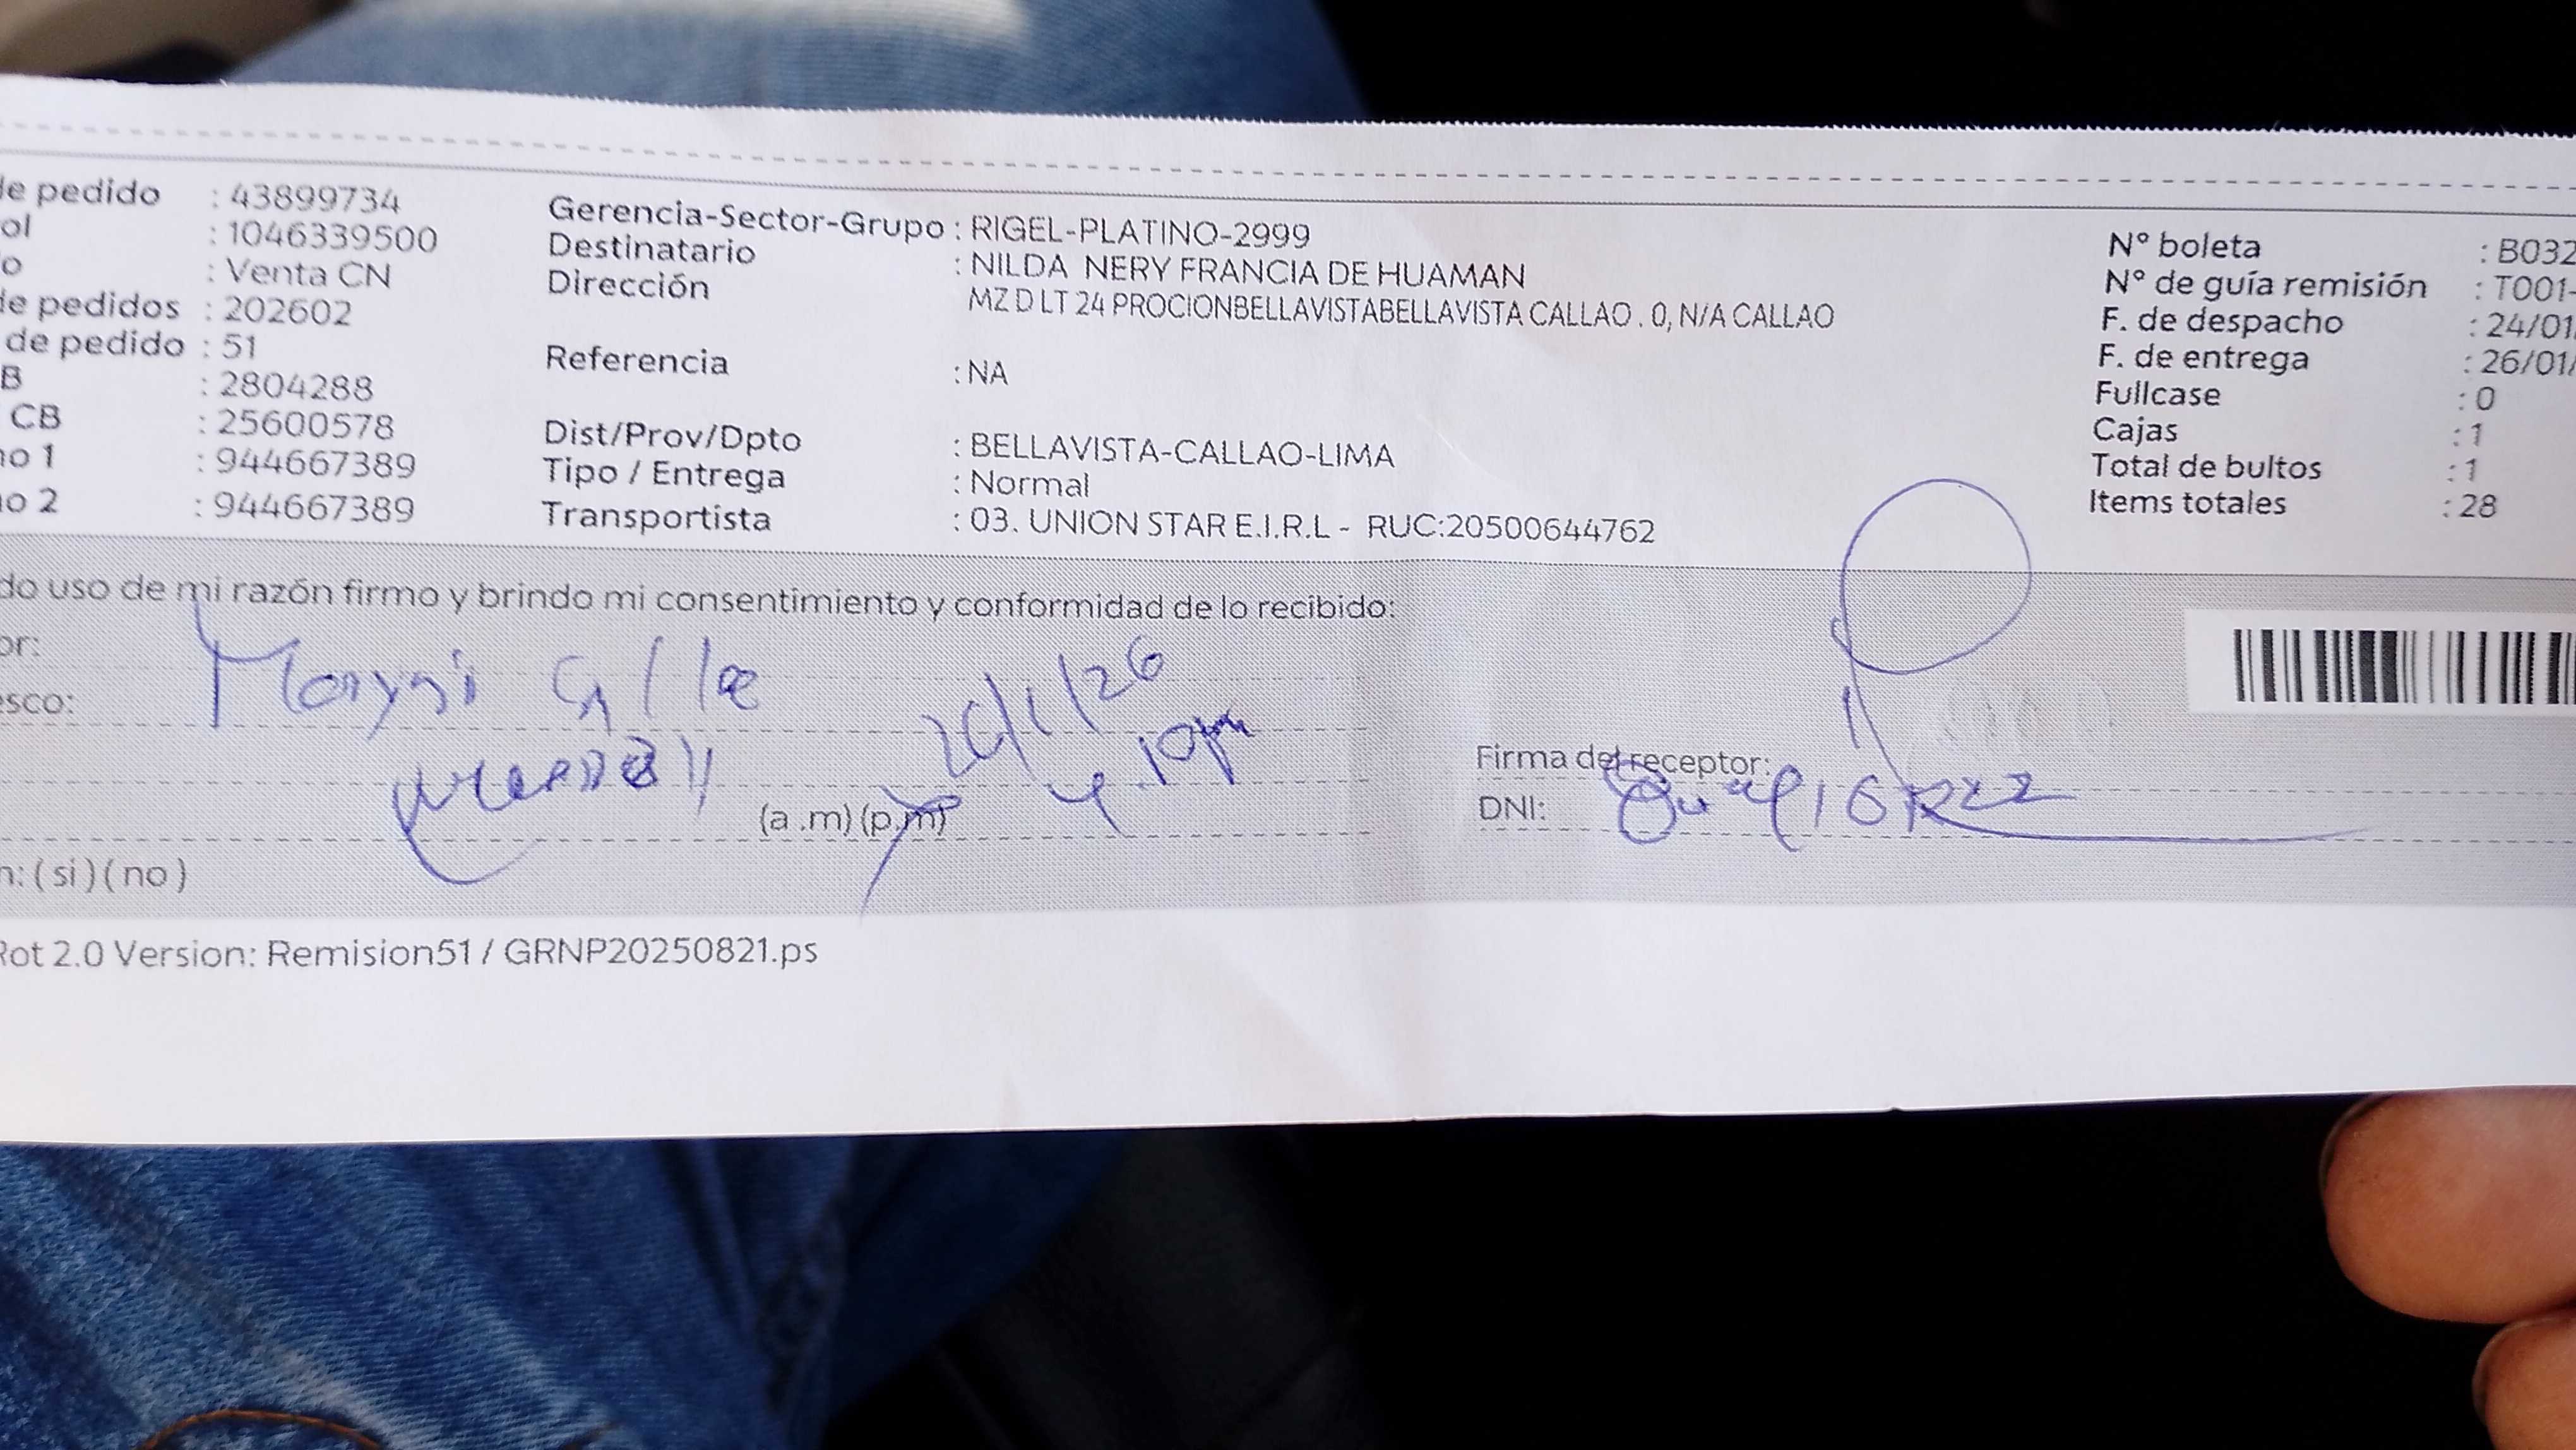 de pedido : 43899734
ol : 1046339500
o : Venta CN
de pedidos : 202602
de pedido : 51
B : 2804288
CB : 25600578
no 1 : 944667389
no 2 : 944667389
Gerencia-Sector-Grupo : RIGEL-PLATINO-2999
Destinatario : NILDA NERY FRANCIA DE HUAMAN
Dirección MZ D LT 24 PROCIONBELLAVISTABELLAVISTA CALLAO . 0, N/A CALLAO
Referencia : NA
Dist/Prov/Dpto : BELLAVISTA-CALLAO-LIMA
Tipo / Entrega : Normal
Transportista : 03. UNION STAR E.I.R.L - RUC:20500644762
Nº boleta : B032
Nº de guía remisión : T001-
F. de despacho : 24/01/
F. de entrega : 26/01/
Fullcase : 0
Cajas : 1
Total de bultos : 1
Items totales : 28
do uso de mi razón firmo y brindo mi consentimiento y conformidad de lo recibido:
or:
esco:
26/1/26
(a .m) (p.m)
Firma del receptor:
DNI:
n: ( si ) ( no )
Rot 2.0 Version: Remision51 / GRNP20250821.ps